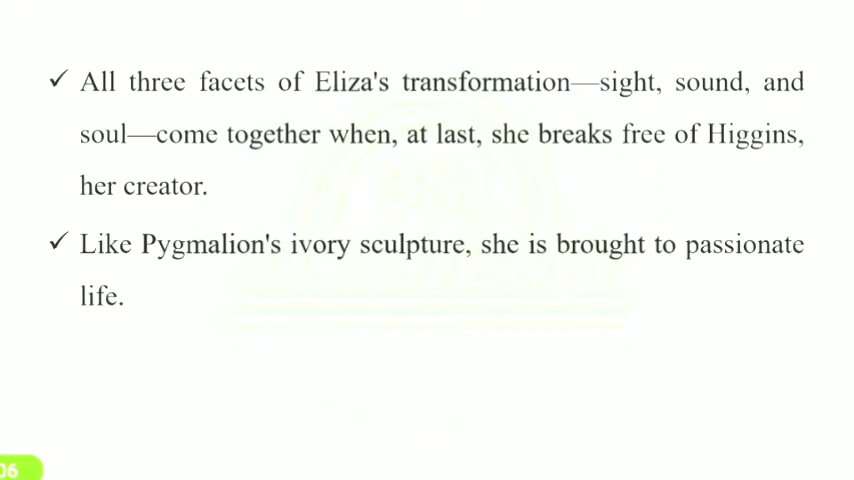 ✓ All three facets of Eliza's transformation—sight, sound, and
soul—come together when, at last, she breaks free of Higgins,
her creator.
✓ Like Pygmalion's ivory sculpture, she is brought to passionate
life.
06